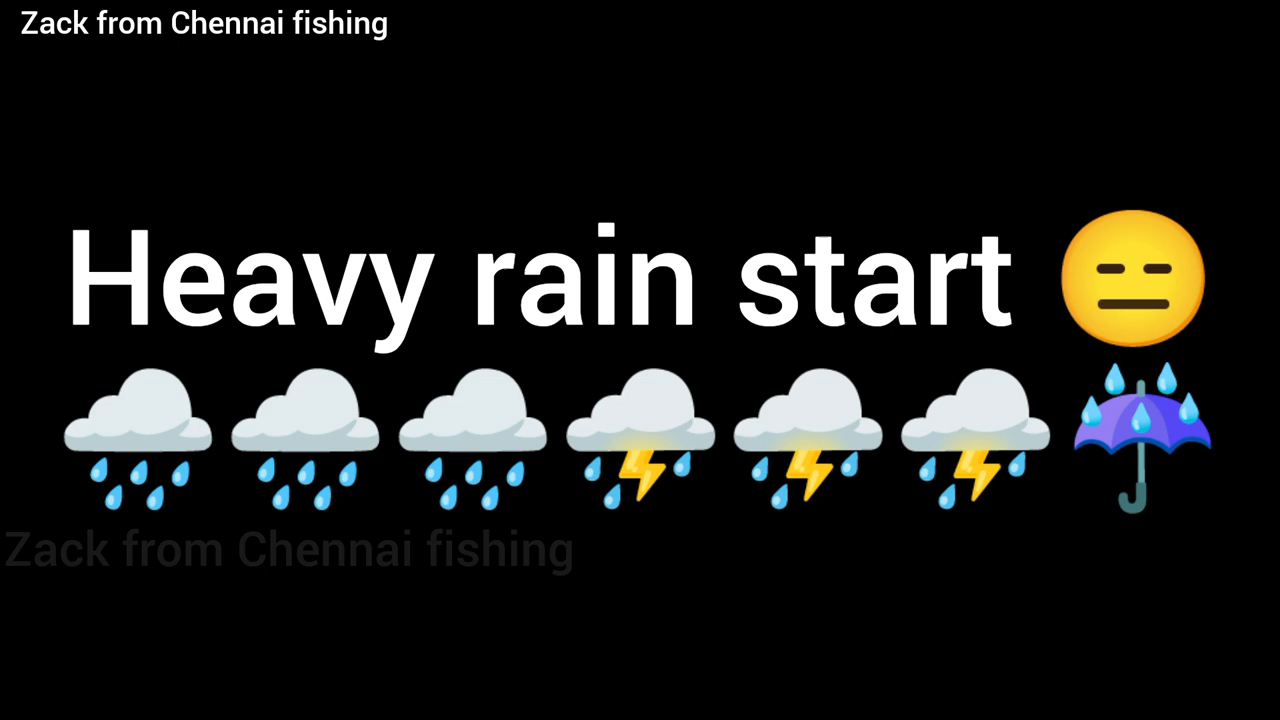 Zack from Chennai fishing
Heavy rain start 😑
🌧️🌧️🌧️⛈️⛈️⛈️☔
Zack from Chennai fishing